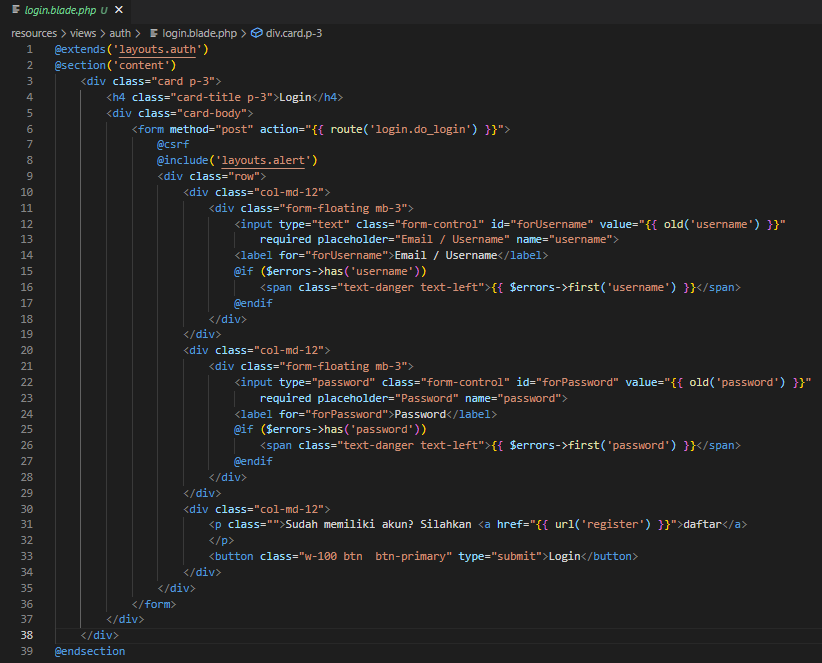 login.blade.php U ×
resources > views > auth > login.blade.php > div.card.p-3
1 @extends('layouts.auth')
2 @section('content')
3 <div class="card p-3">
4 <h4 class="card-title p-3">Login</h4>
5 <div class="card-body">
6 <form method="post" action="{{ route('login.do_login') }}">
7 @csrf
8 @include('layouts.alert')
9 <div class="row">
10 <div class="col-md-12">
11 <div class="form-floating mb-3">
12 <input type="text" class="form-control" id="forUsername" value="{{ old('username') }}"
13 required placeholder="Email / Username" name="username">
14 <label for="forUsername">Email / Username</label>
15 @if ($errors->has('username'))
16 <span class="text-danger text-left">{{ $errors->first('username') }}</span>
17 @endif
18 </div>
19 </div>
20 <div class="col-md-12">
21 <div class="form-floating mb-3">
22 <input type="password" class="form-control" id="forPassword" value="{{ old('password') }}"
23 required placeholder="Password" name="password">
24 <label for="forPassword">Password</label>
25 @if ($errors->has('password'))
26 <span class="text-danger text-left">{{ $errors->first('password') }}</span>
27 @endif
28 </div>
29 </div>
30 <div class="col-md-12">
31 <p class="">Sudah memiliki akun? Silahkan <a href="{{ url('register') }}">daftar</a>
32 </p>
33 <button class="w-100 btn  btn-primary" type="submit">Login</button>
34 </div>
35 </div>
36 </form>
37 </div>
38 </div>
39 @endsection